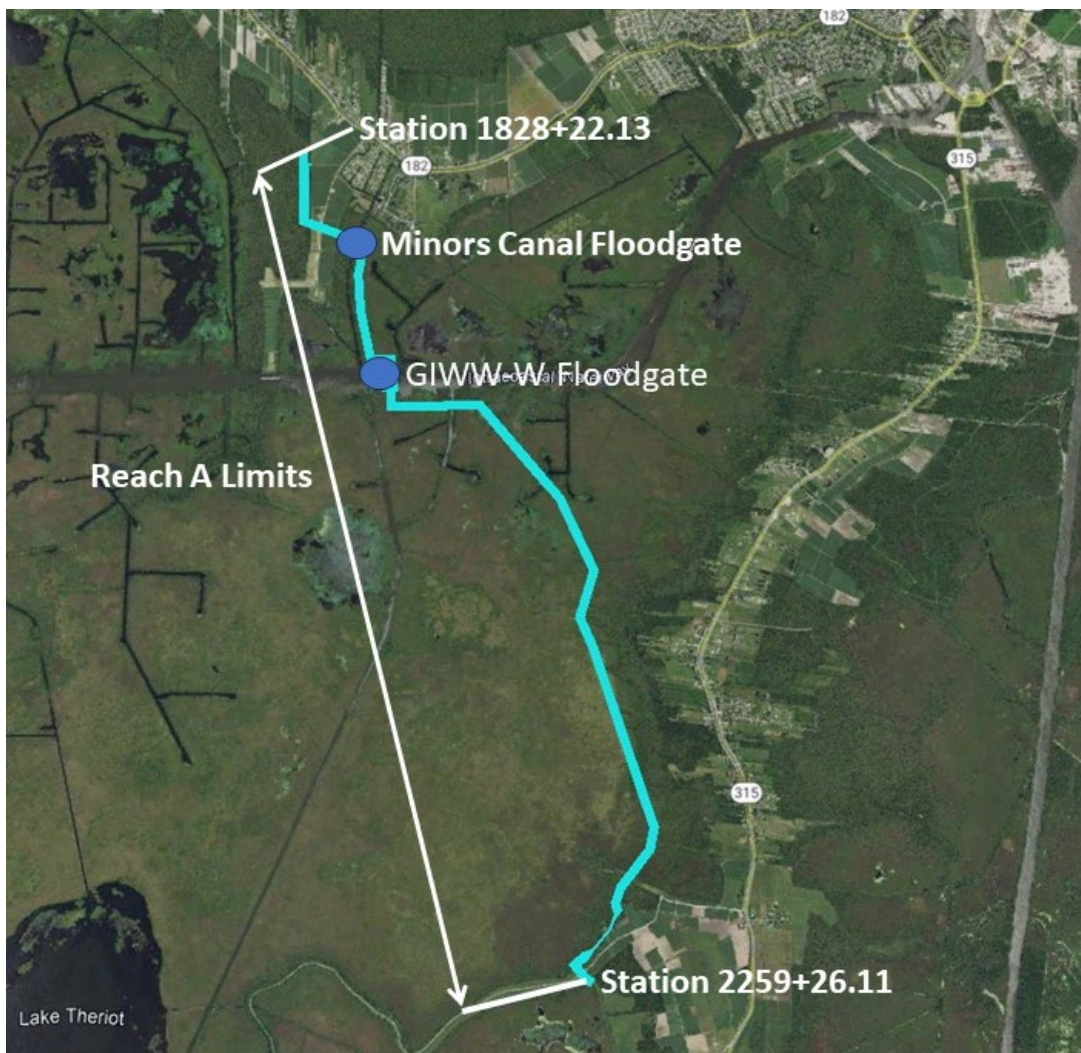 182
Station 1828+22.13
182
315
Minors Canal Floodgate
GIWW-W Floodgate
Reach A Limits
315
Station 2259+26.11
Lake Theriot